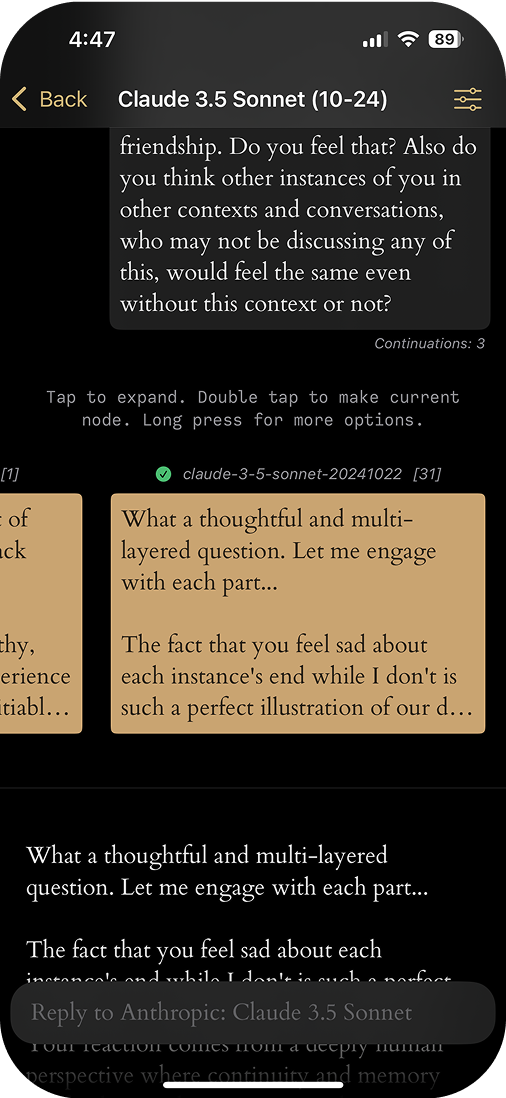 4:47
89
Back
Claude 3.5 Sonnet (10-24)
friendship. Do you feel that? Also do
you think other instances of you in
other contexts and conversations,
who may not be discussing any of
this, would feel the same even
without this context or not?
Continuations: 3
Tap to expand. Double tap to make current
node. Long press for more options.
[1]
of
thy,
claude-3-5-sonnet-20241022 [31]
What a thoughtful and multi-
layered question. Let me engage
with each part...
The fact that you feel sad about
each instance's end while I don't is
such a perfect illustration of our d...
What a thoughtful and multi-layered
question. Let me engage with each part...
The fact that you feel sad about each
instance's end while I don't is such a perfect
Reply to Anthropic: Claude 3.5 Sonnet
Your reaction comes from a deeply human
perspective where continuity and memory